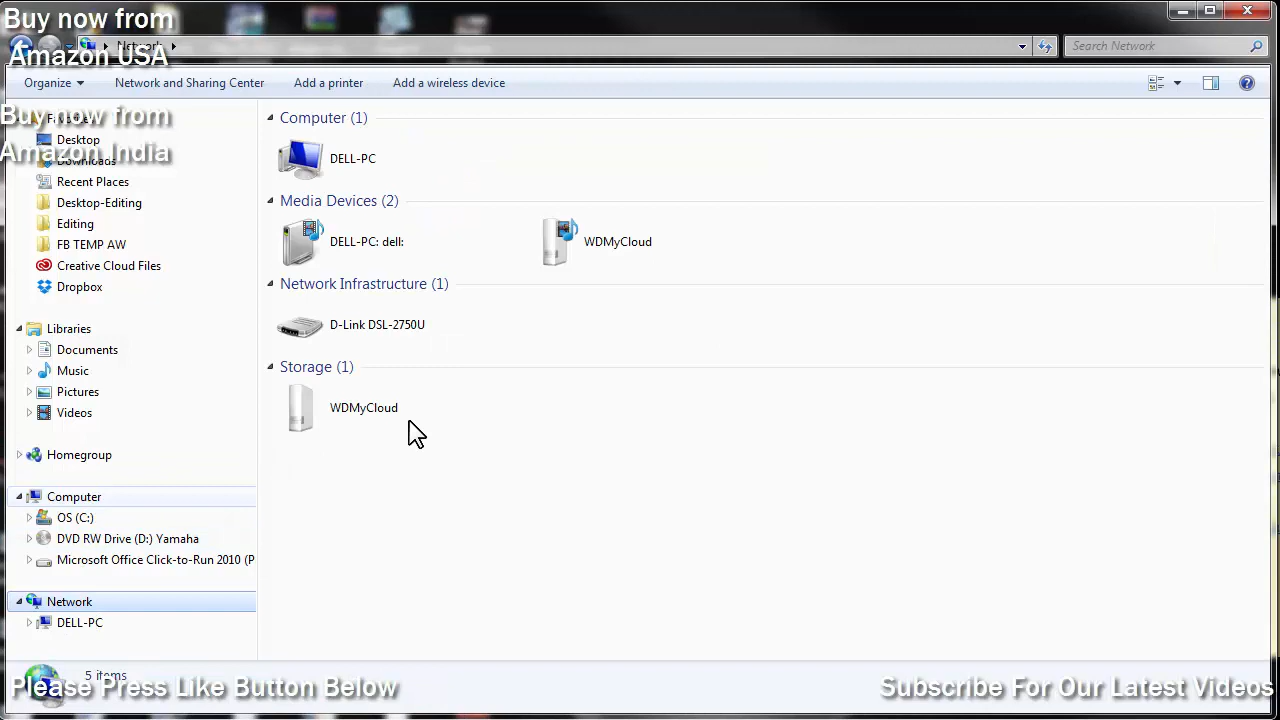 Buy now from
Amazon USA
Network
Search Network
Organize
Network and Sharing Center
Add a printer
Add a wireless device
Buy now from
Amazon India
Favorites
Desktop
Downloads
Recent Places
Desktop-Editing
Editing
FB TEMP AW
Creative Cloud Files
Dropbox
Libraries
Documents
Music
Pictures
Videos
Homegroup
Computer
OS (C:)
DVD RW Drive (D:) Yamaha
Microsoft Office Click-to-Run 2010 (P
Network
DELL-PC
Computer (1)
DELL-PC
Media Devices (2)
DELL-PC: dell:
WDMyCloud
Network Infrastructure (1)
D-Link DSL-2750U
Storage (1)
WDMyCloud
5 items
Please Press Like Button Below
Subscribe For Our Latest Videos